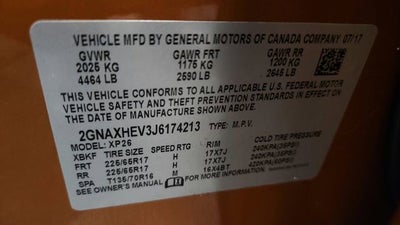 VEHICLE MFD BY GENERAL MOTORS OF CANADA COMPANY 07/17
GVWR GAWR FRT GAWR RR
2025 KG 1175 KG 1200 KG
4464 LB 2590 LB 2645 LB
THIS VEHICLE CONFORMS TO ALL APPLICABLE U.S. FEDERAL MOTOR
VEHICLE SAFETY AND THEFT PREVENTION STANDARDS IN EFFECT ON
THE DATE OF MANUFACTURE SHOWN ABOVE.
2GNAXHEV3J6174213 TYPE: M.P.V.
MODEL: XP26
XBKF TIRE SIZE SPEED RTG RIM COLD TIRE PRESSURE
FRT 225/65R17 H 17X7J 240KPA(35PSI)
RR 225/65R17 H 17X7J 240KPA(35PSI)
SPA T135/70R16 M 16X4BT 420KPA(60PSI)
SEE OWNER'S MANUAL FOR MORE INFORMATION.